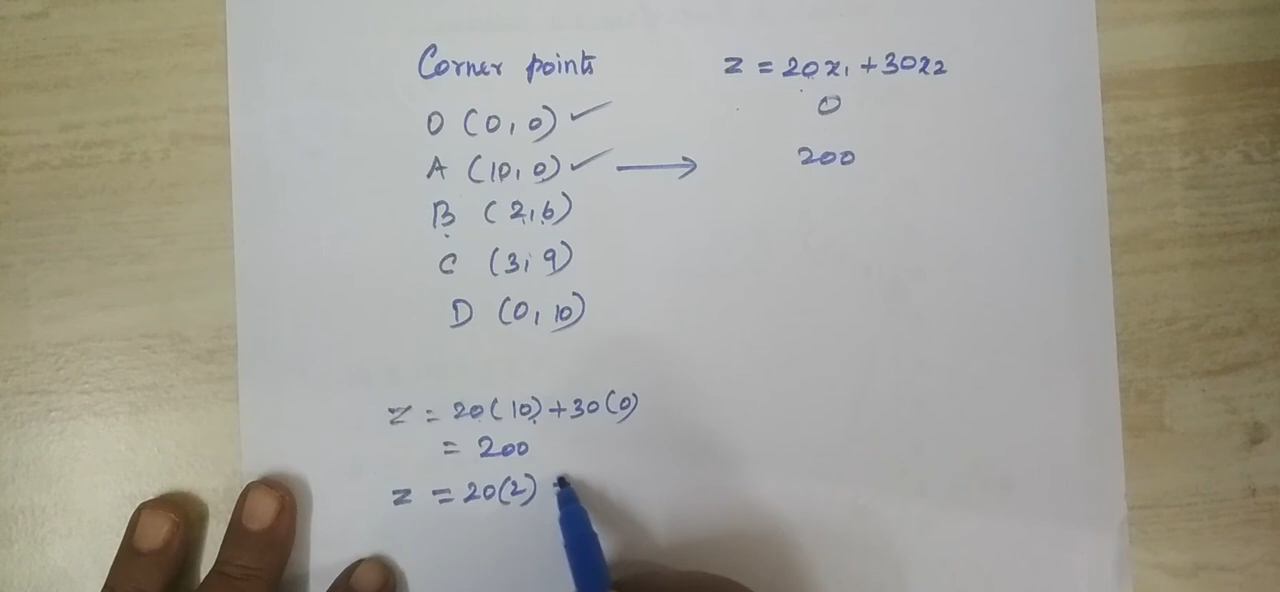 Corner points z = 20x1 + 30x2
O (0, 0) ✓ 0
A (10, 0) ✓ → 200
B (2, 6)
C (3, 9)
D (0, 10)
z = 20(10) + 30(0)
= 200
z = 20(2)